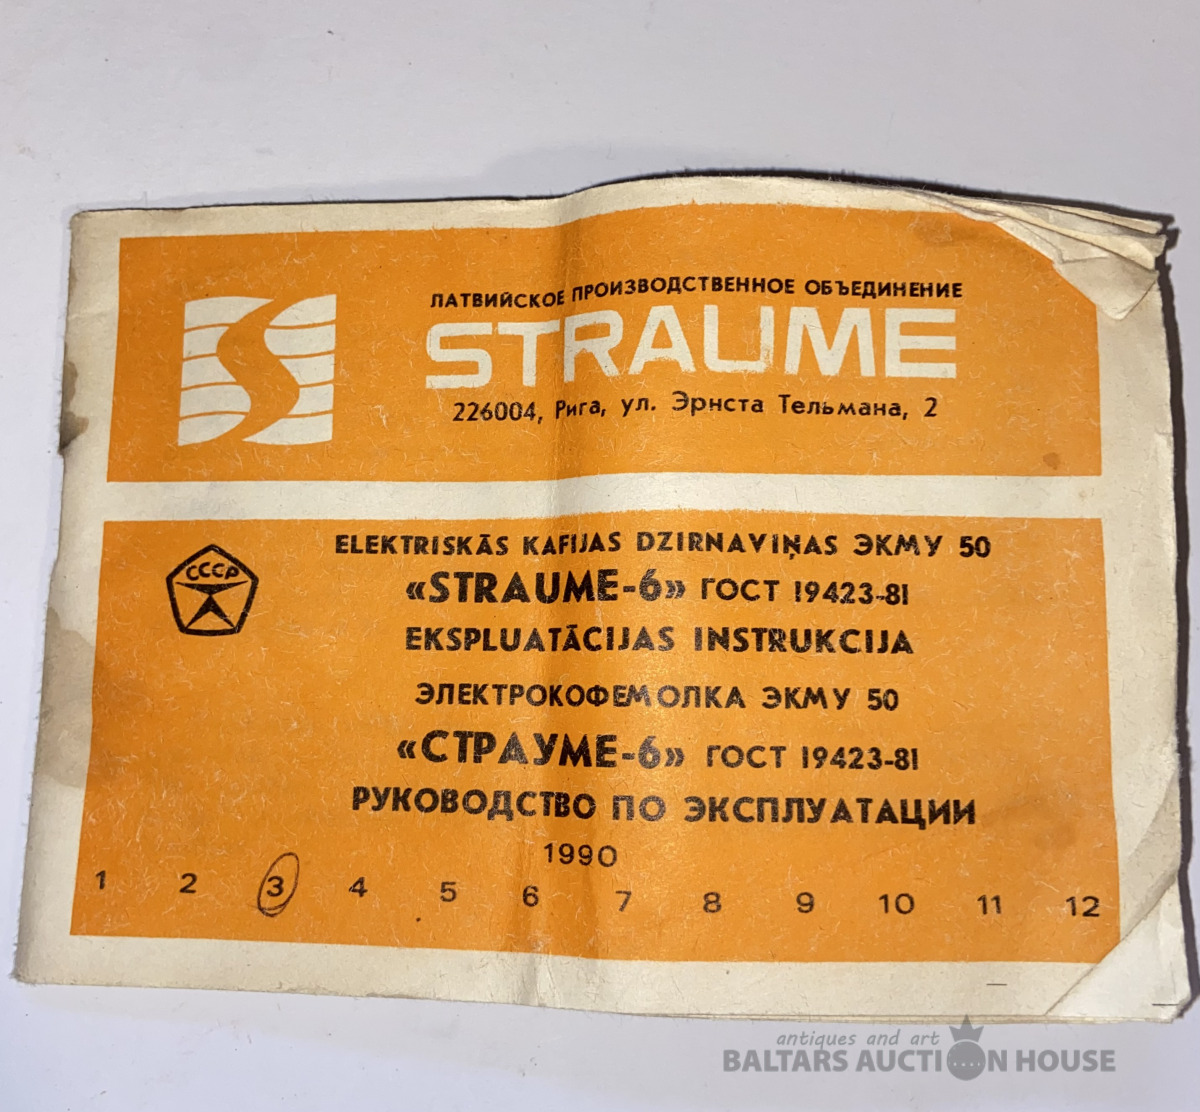 ЛАТВИЙСКОЕ ПРОИЗВОДСТВЕННОЕ ОБЪЕДИНЕНИЕ
STRAUME
226004, Рига, ул. Эрнста Тельмана, 2
СССР
ELEKTRISKĀS KAFIJAS DZIRNAVIŅAS ЭКМУ 50
«STRAUME-6» ГОСТ 19423-81
EKSPLUATĀCIJAS INSTRUKCIJA
ЭЛЕКТРОКОФЕМОЛКА ЭКМУ 50
«СТРАУМЕ-6» ГОСТ 19423-81
РУКОВОДСТВО ПО ЭКСПЛУАТАЦИИ
1990
1 2 3 4 5 6 7 8 9 10 11 12
antiques and art
BALTARS AUCTION HOUSE